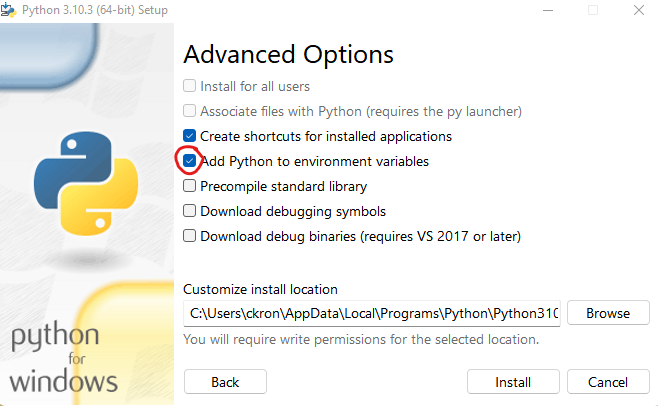 Python 3.10.3 (64-bit) Setup
Advanced Options
Install for all users
Associate files with Python (requires the py launcher)
Create shortcuts for installed applications
Add Python to environment variables
Precompile standard library
Download debugging symbols
Download debug binaries (requires VS 2017 or later)
Customize install location
C:\Users\ckron\AppData\Local\Programs\Python\Python310
Browse
You will require write permissions for the selected location.
python
for
windows
Back
Install
Cancel